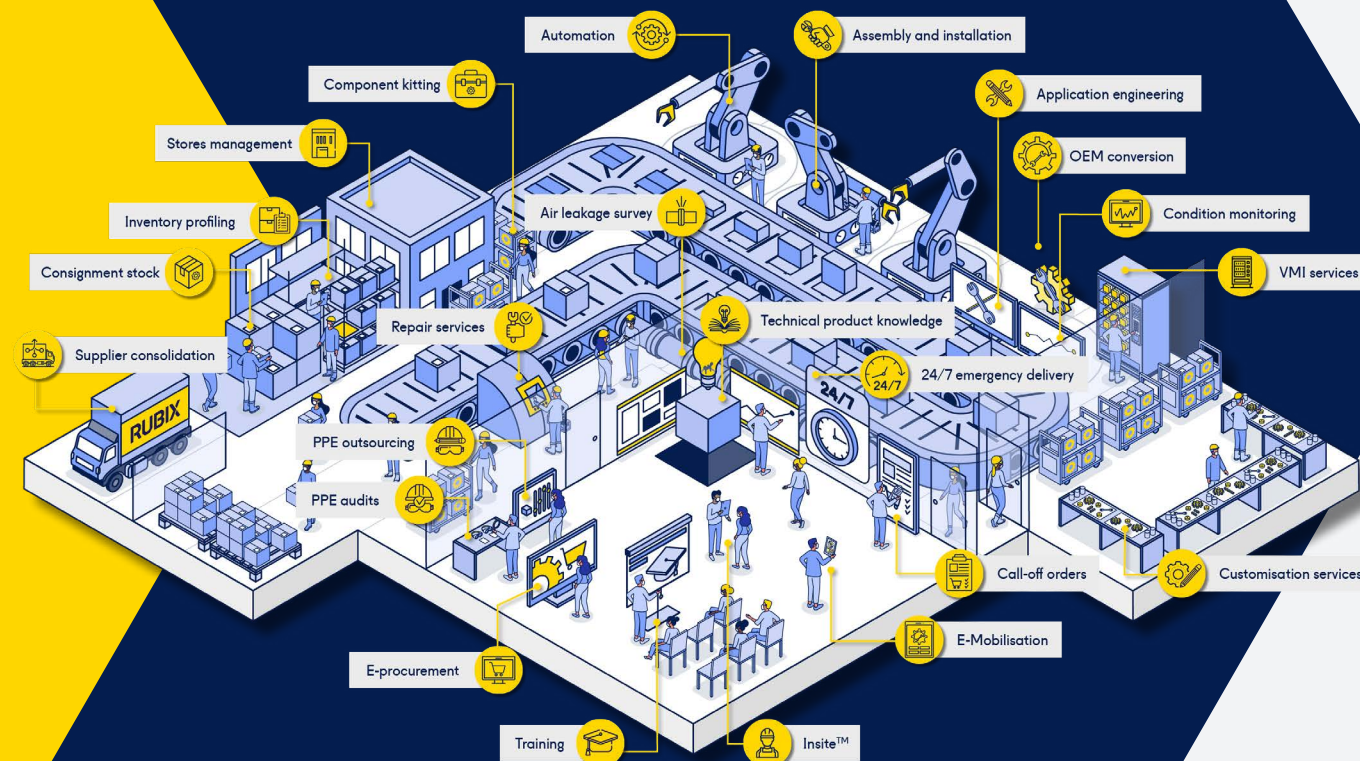 Automation
Assembly and installation
Component kitting
Application engineering
Stores management
OEM conversion
Inventory profiling
Air leakage survey
Condition monitoring
Consignment stock
VMI services
Repair services
Technical product knowledge
Supplier consolidation
24/7
24/7 emergency delivery
24/7
RUBIX
PPE outsourcing
PPE audits
Call-off orders
Customisation services
E-Mobilisation
E-procurement
Training
Insite™